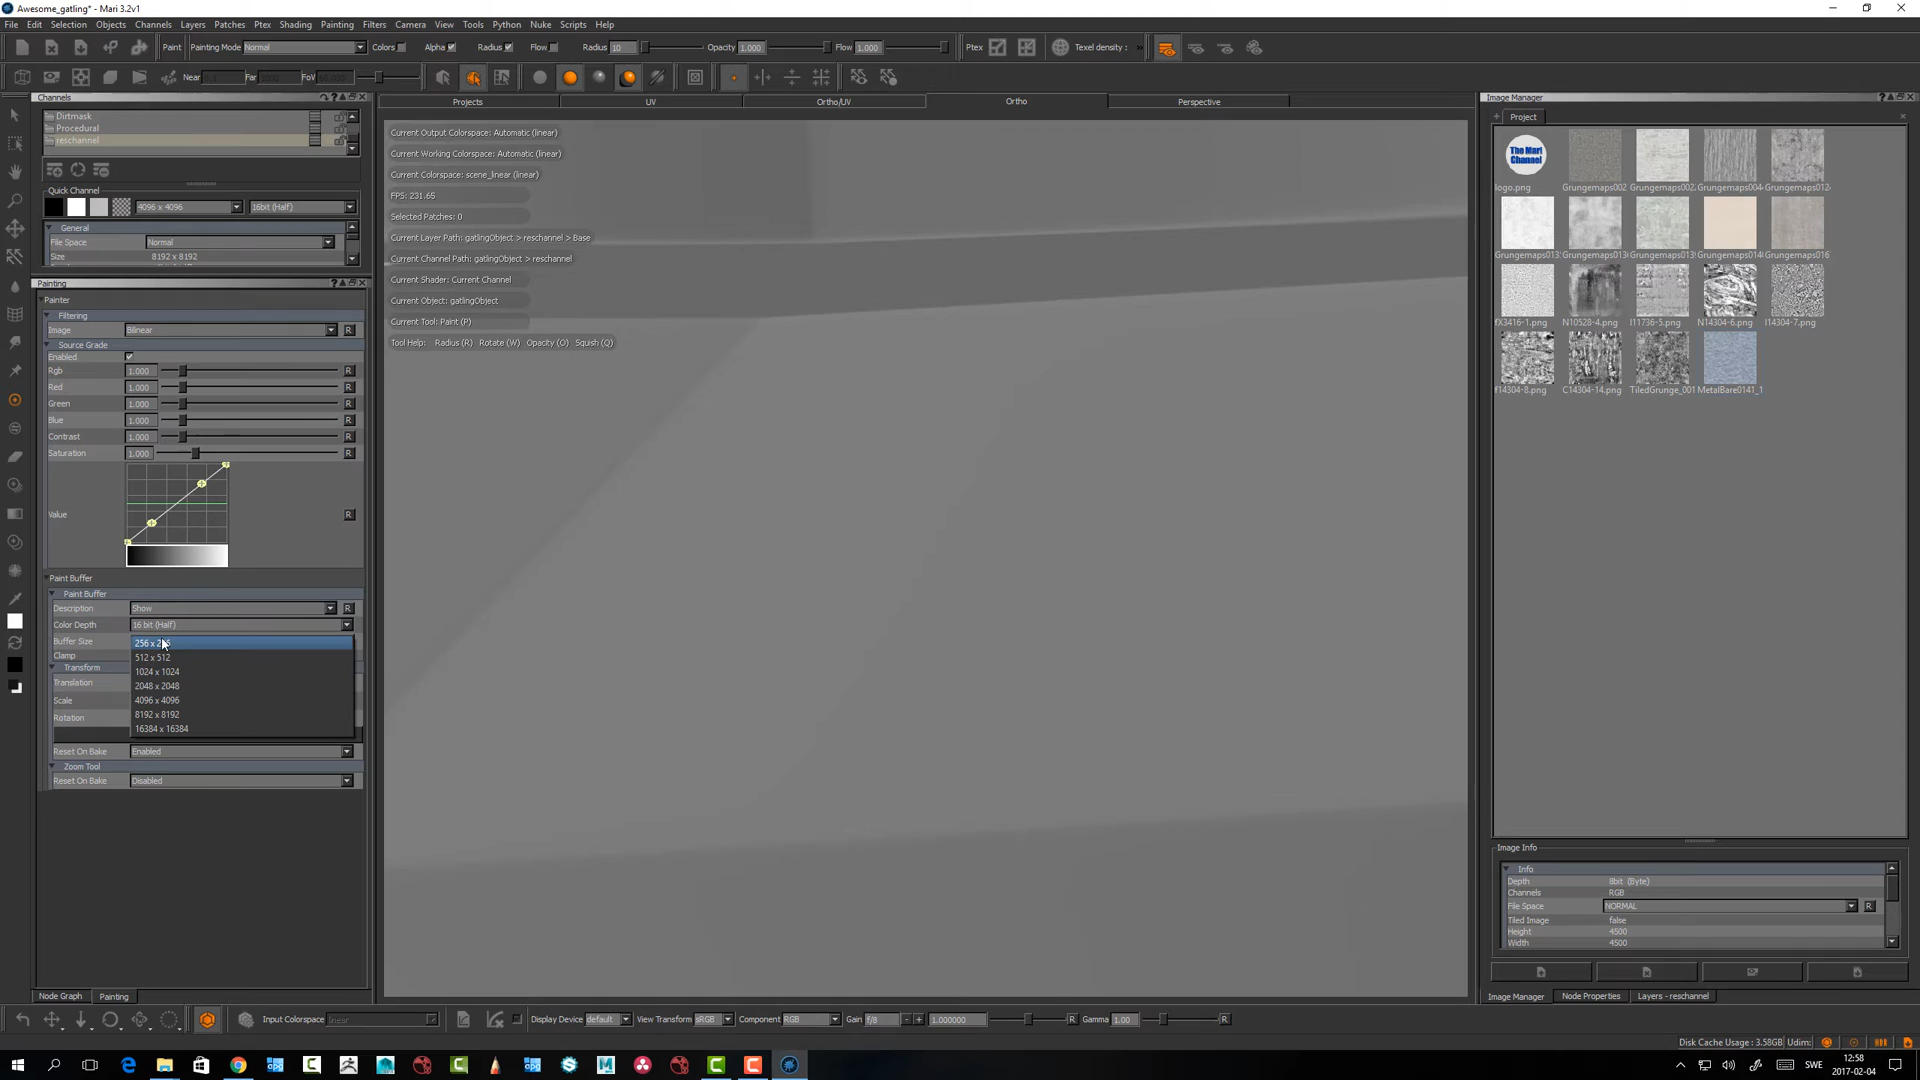 Awesome_gatling* - Mari 3.2v1
File Edit Selection Objects Channels Layers Patches Ptex Shading Painting Filters Camera View Tools Python Nuke Scripts Help
Paint Painting Mode Normal Colors Alpha Radius Flow Radius 10 Opacity 1.000 Flow 1.000 Ptex Texel density : »
Near Far FoV
Channels
Dirtmask
Procedural
reschannel
Quick Channel
4096 x 4096 16bit (Half)
General
File Space Normal
Size 8192 x 8192
Painting
Painter
Filtering
Image Bilinear R
Source Grade
Enabled
Rgb 1.000 R
Red 1.000 R
Green 1.000 R
Blue 1.000 R
Contrast 1.000 R
Saturation 1.000 R
Value R
Paint Buffer
Paint Buffer
Description Show R
Color Depth 16 bit (Half)
Buffer Size
256 x 256
Clamp
512 x 512
Transform
1024 x 1024
Translation
2048 x 2048
Scale
4096 x 4096
Rotation
8192 x 8192
16384 x 16384
Reset On Bake Enabled
Zoom Tool
Reset On Bake Disabled
Node Graph Painting
Projects UV Ortho/UV Ortho Perspective
Current Output Colorspace: Automatic (linear)
Current Working Colorspace: Automatic (linear)
Current Colorspace: scene_linear (linear)
FPS: 231.65
Selected Patches: 0
Current Layer Path: gatlingObject > reschannel > Base
Current Channel Path: gatlingObject > reschannel
Current Shader: Current Channel
Current Object: gatlingObject
Current Tool: Paint (P)
Tool Help: Radius (R) Rotate (W) Opacity (O) Squish (Q)
Image Manager
Project
The Mari Channel
logo.png Grungemaps002 Grungemaps002 Grungemaps004 Grungemaps012
Grungemaps013 Grungemaps013 Grungemaps013 Grungemaps014 Grungemaps016
fX3416-1.png N10528-4.png I11736-5.png N14304-6.png I14304-7.png
f14304-8.png C14304-14.png TiledGrunge_001 MetalBare0141_1
Image Info
Info
Depth 8bit (Byte)
Channels RGB
File Space NORMAL R
Tiled Image false
Height 4500
Width 4500
Image Manager Node Properties Layers - reschannel
Input Colorspace linear Display Device default View Transform sRGB Component RGB Gain f/8 - + 1.000000 R Gamma 1.00 R
Disk Cache Usage : 3.58GB Udim:
SWE
12:58
2017-02-04